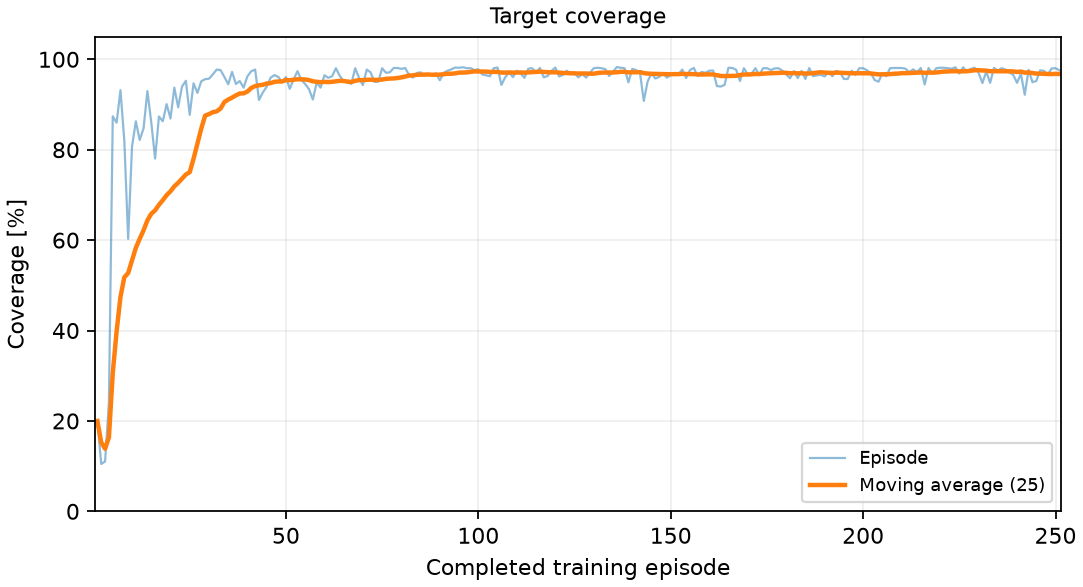 Target coverage
Coverage [%]
100
80
60
40
20
0
50
100
150
200
250
Completed training episode
Episode
Moving average (25)